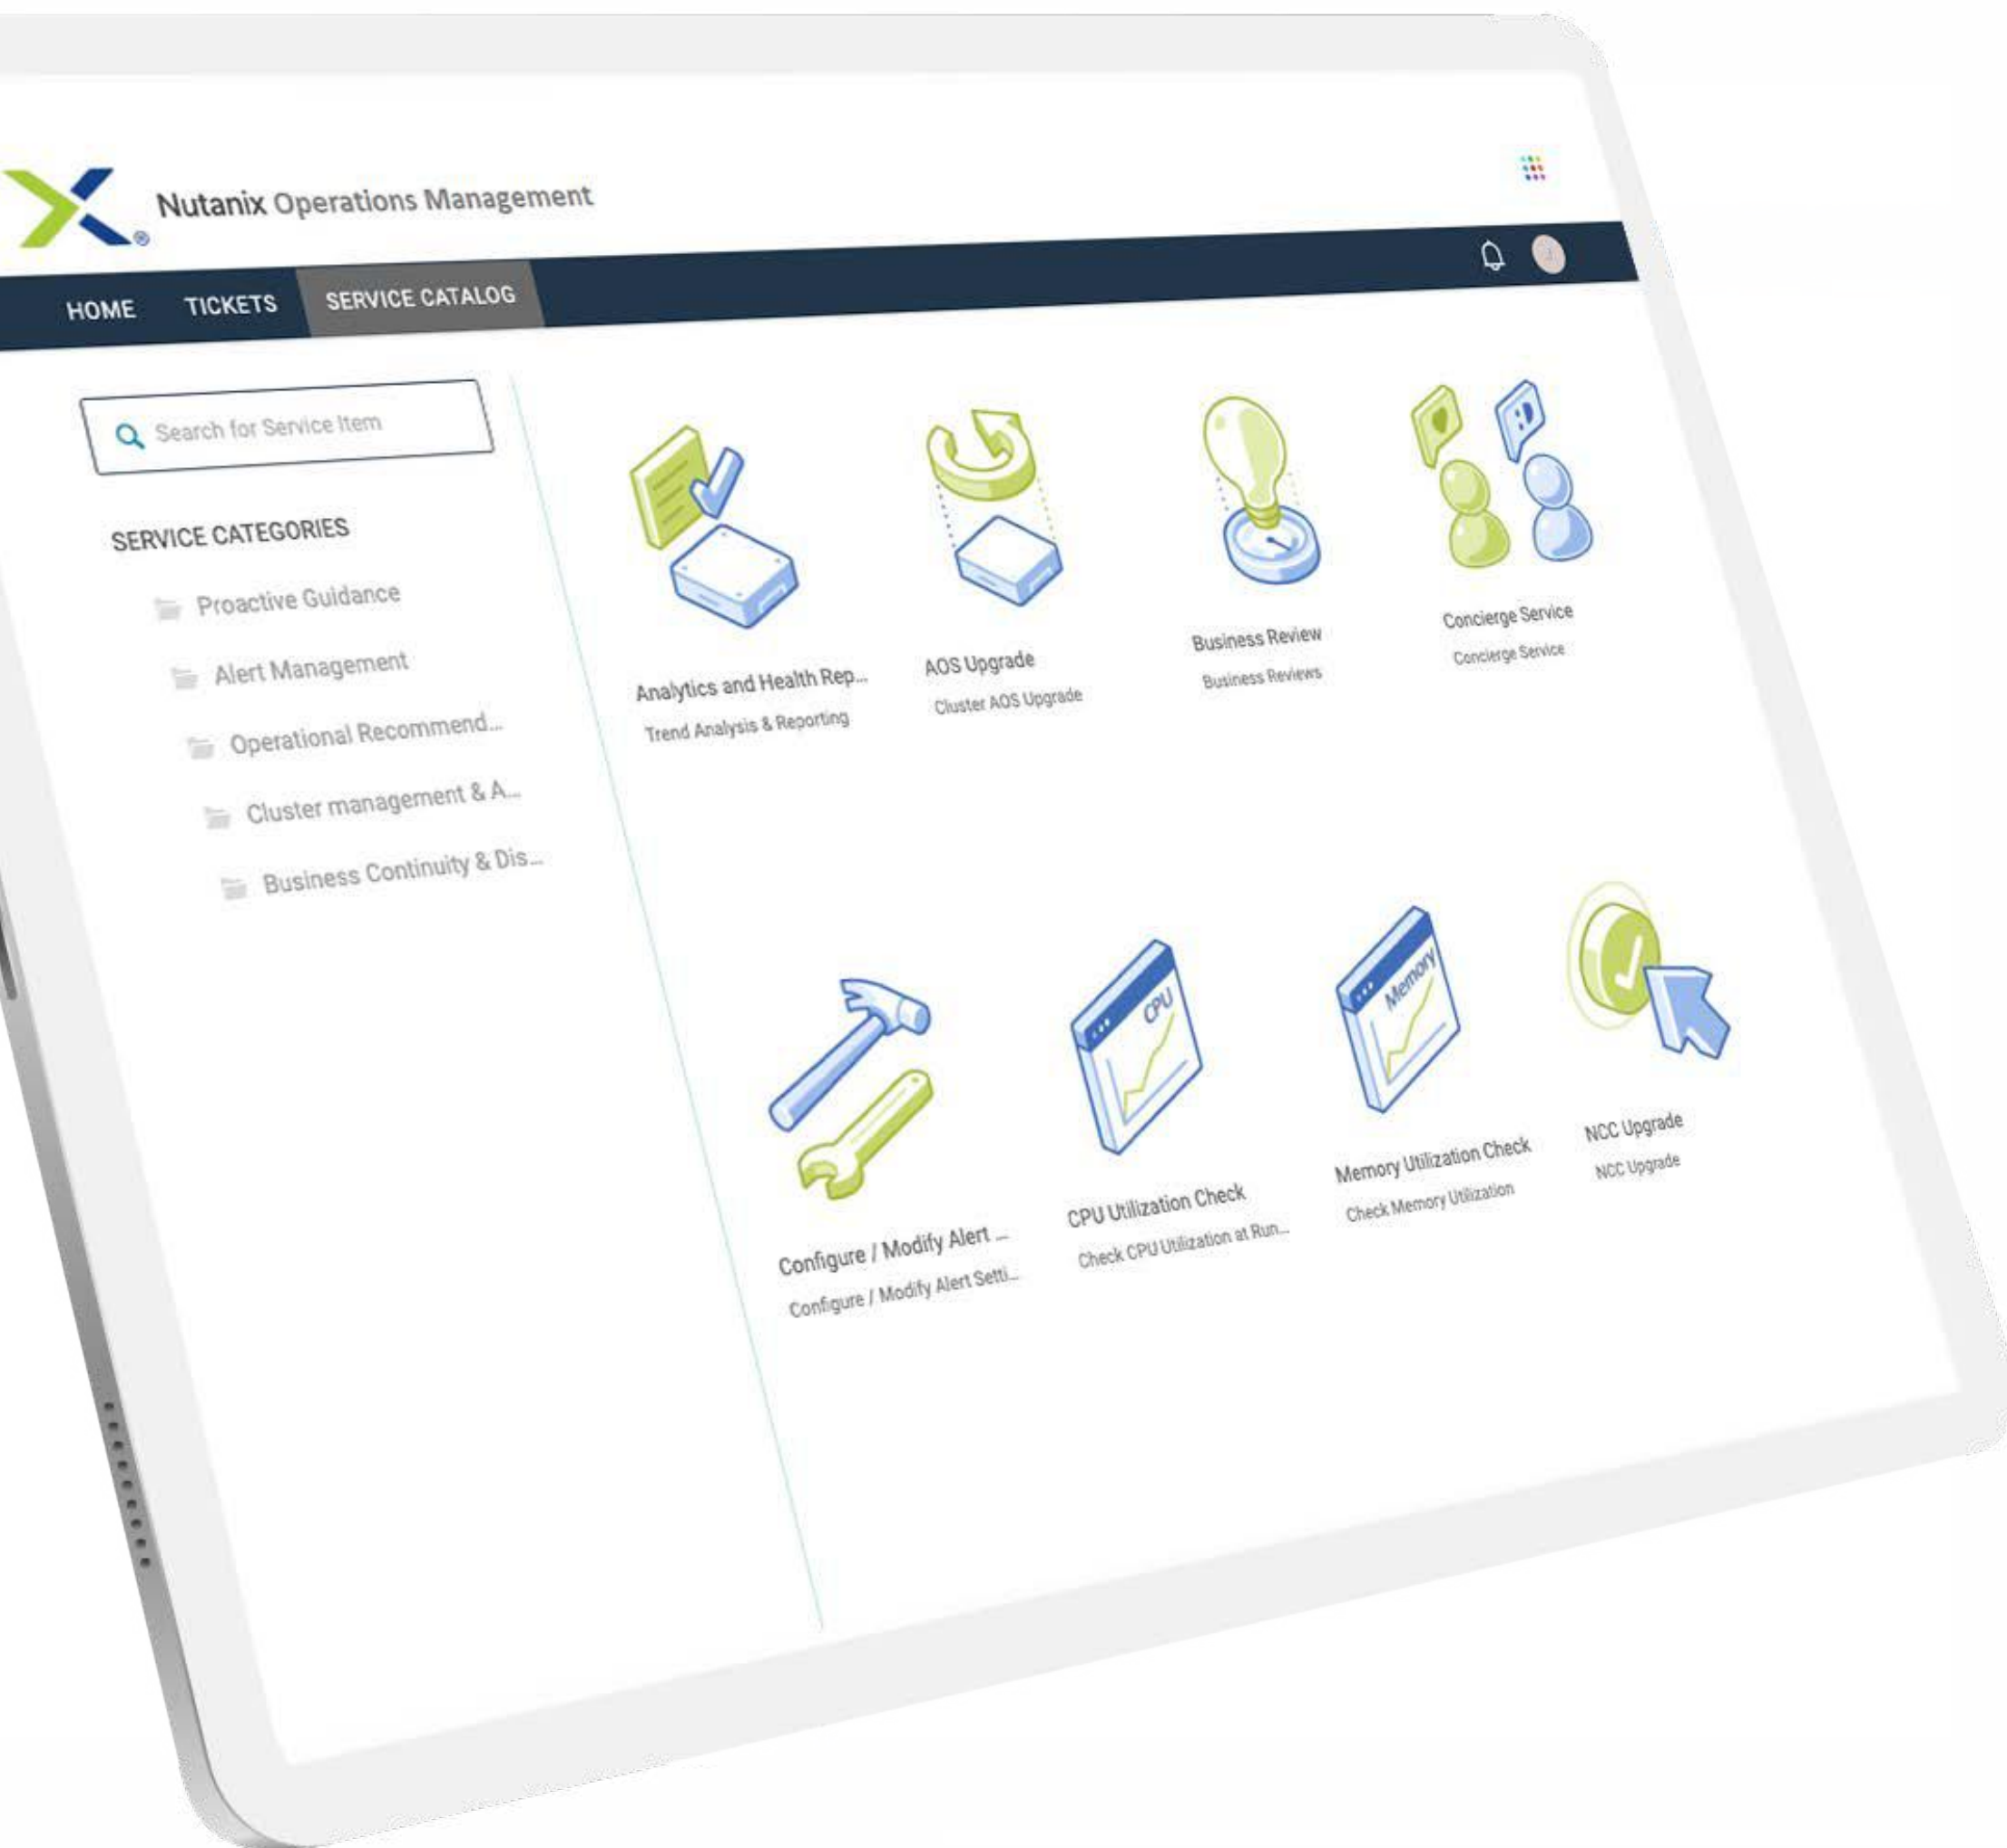 Nutanix Operations Management
HOME TICKETS SERVICE CATALOG
Search for Service Item
SERVICE CATEGORIES
Proactive Guidance
Alert Management
Operational Recommend...
Cluster management & A...
Business Continuity & Dis...
Analytics and Health Rep...
Trend Analysis & Reporting
AOS Upgrade
Cluster AOS Upgrade
Business Review
Business Reviews
Concierge Service
Concierge Service
Configure / Modify Alert ...
Configure / Modify Alert Setti...
CPU
CPU Utilization Check
Check CPU Utilization at Run...
Memory
Memory Utilization Check
Check Memory Utilization
NCC Upgrade
NCC Upgrade